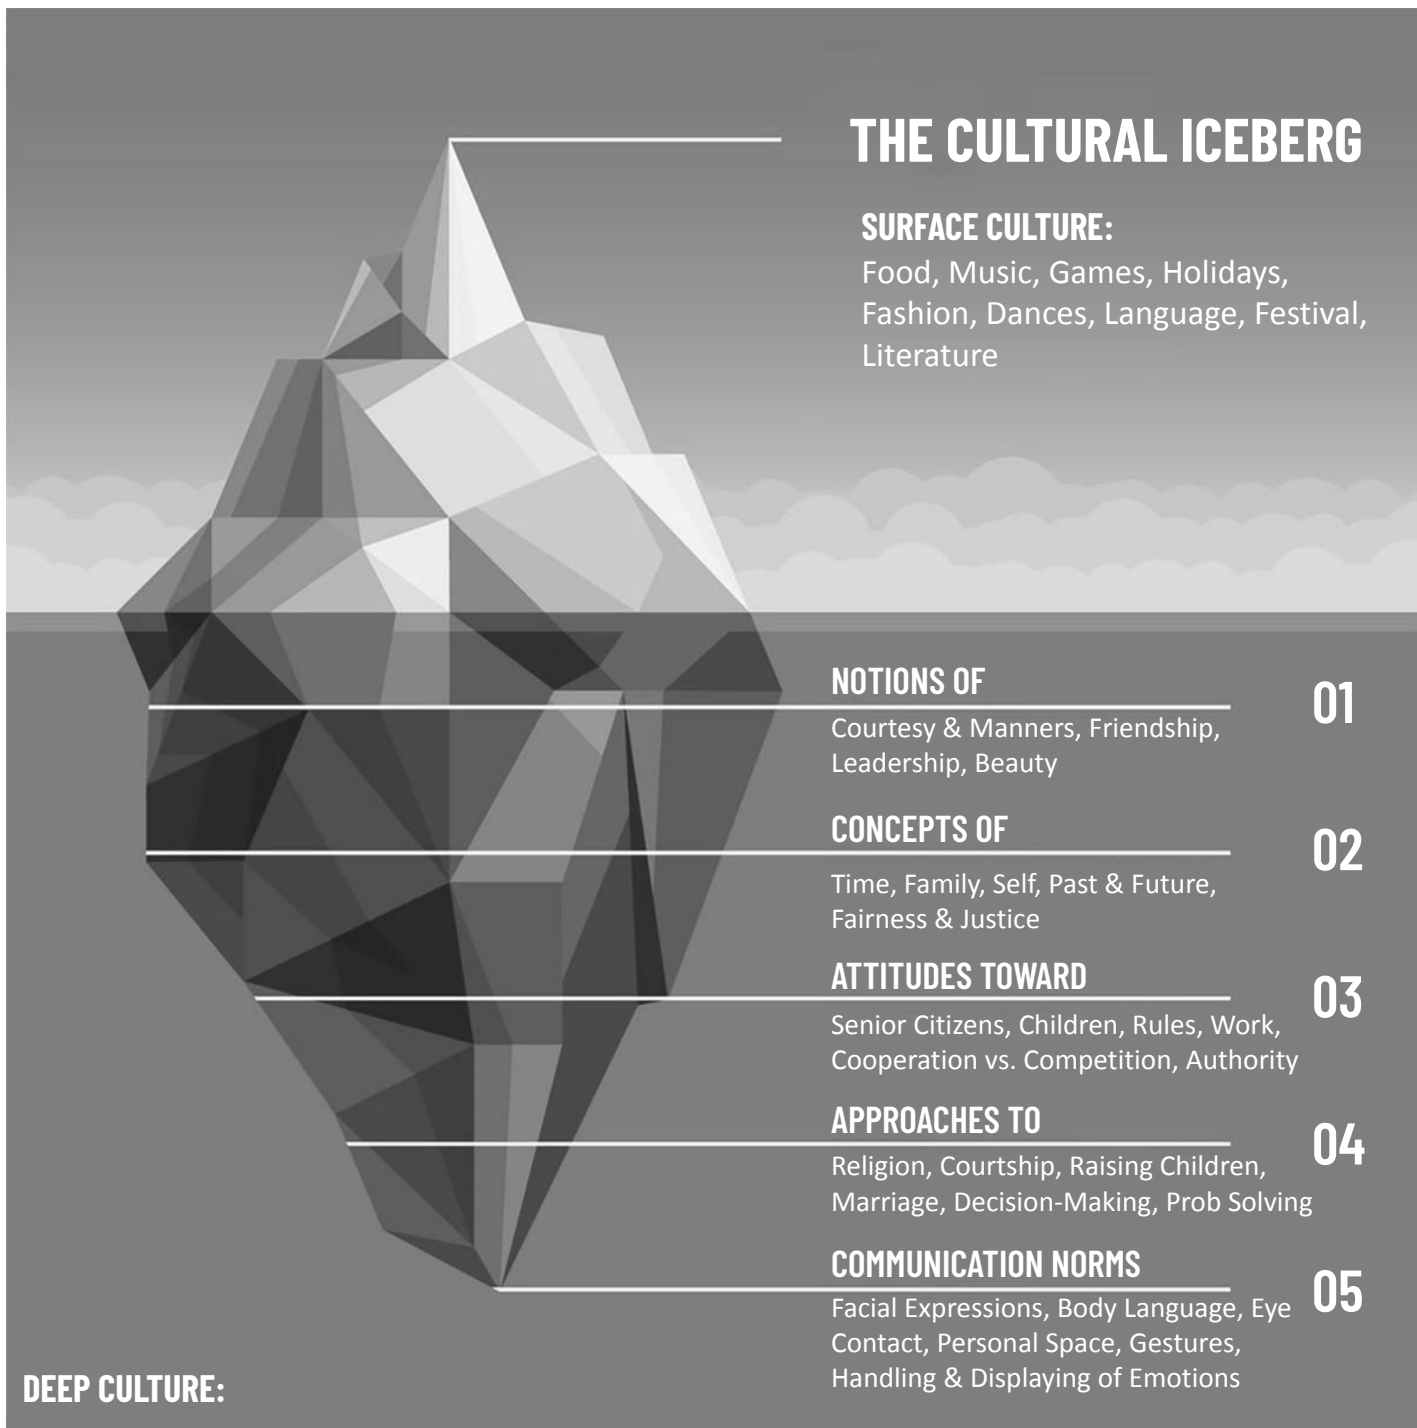 THE CULTURAL ICEBERG
SURFACE CULTURE:
Food, Music, Games, Holidays,
Fashion, Dances, Language, Festival,
Literature
NOTIONS OF
01
Courtesy & Manners, Friendship,
Leadership, Beauty
CONCEPTS OF
02
Time, Family, Self, Past & Future,
Fairness & Justice
ATTITUDES TOWARD
03
Senior Citizens, Children, Rules, Work,
Cooperation vs. Competition, Authority
APPROACHES TO
04
Religion, Courtship, Raising Children,
Marriage, Decision-Making, Prob Solving
COMMUNICATION NORMS
05
Facial Expressions, Body Language, Eye
Contact, Personal Space, Gestures,
Handling & Displaying of Emotions
DEEP CULTURE: